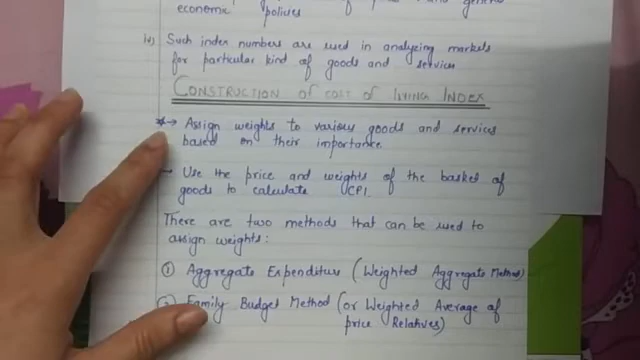 and general
economic policies
iv) Such index numbers are used in analyzing markets
for particular kind of goods and services
CONSTRUCTION OF COST OF LIVING INDEX
* → Assign weights to various goods and services
based on their importance.
→ Use the price and weights of the basket of
goods to calculate CPI.
There are two methods that can be used to
assign weights:
① Aggregate Expenditure (Weighted Aggregate Method)
Family Budget Method (or Weighted Average of
Price Relatives)